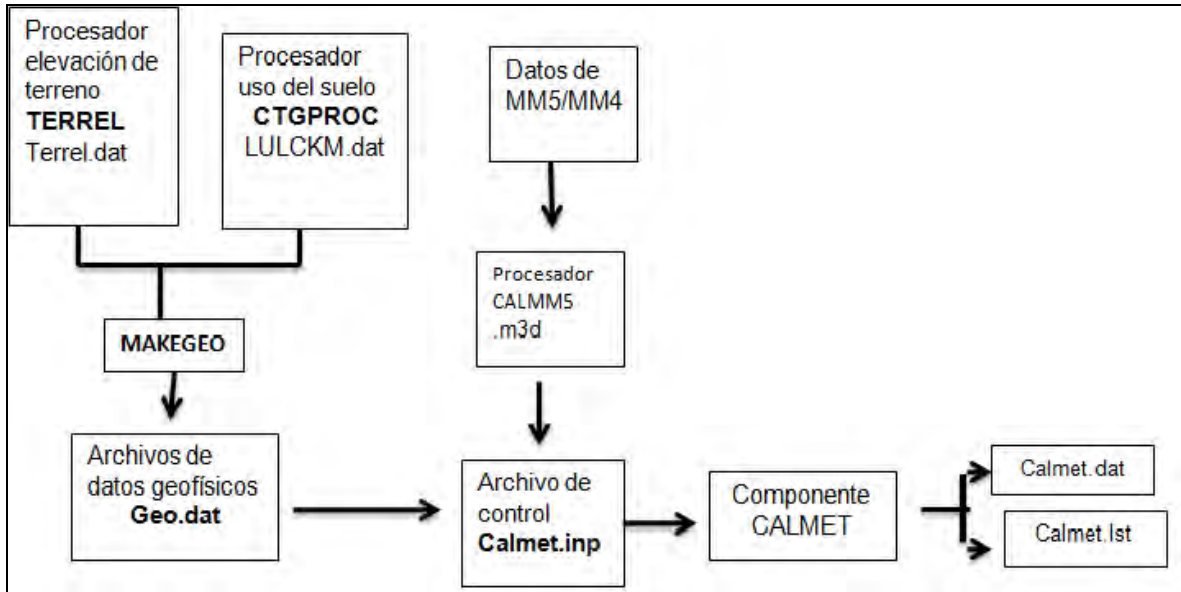 Procesador
elevación de
terreno
TERREL
Terrel.dat
Procesador
uso del suelo
CTGPROC
LULCKM.dat
Datos de
MM5/MM4
Procesador
CALMM5
.m3d
MAKEGEO
Archivos de
datos geofísicos
Geo.dat
Archivo de
control
Calmet.inp
Componente
CALMET
Calmet.dat
Calmet.lst